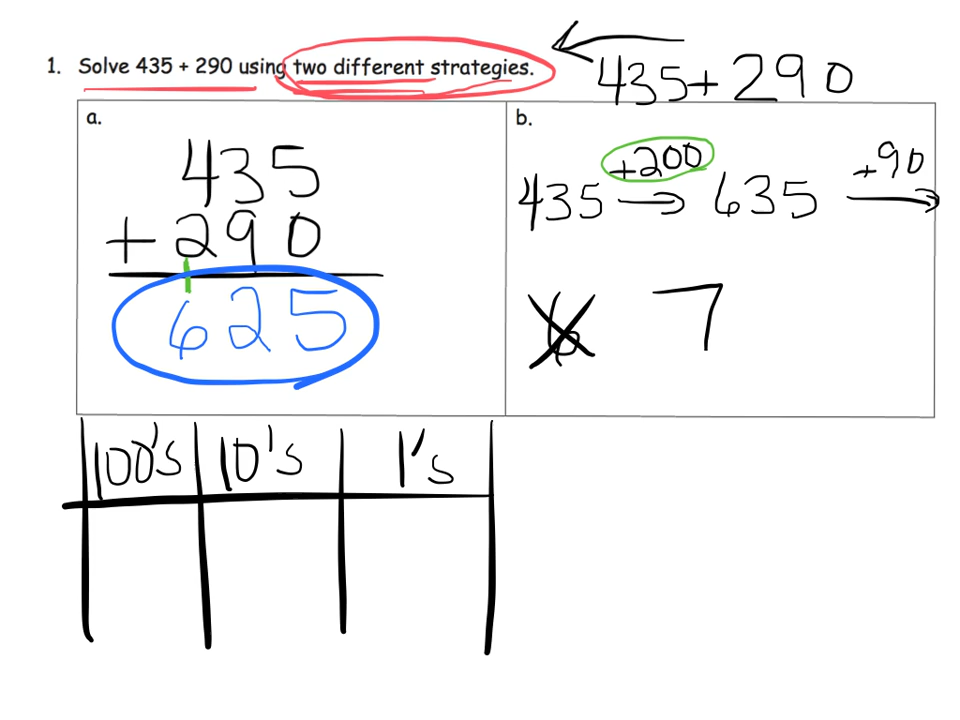 1. Solve 435 + 290 using two different strategies.
435+290
a.
435
+ 290
625
b.
435 +200 → 635 +90 →
6 7
100's 10's 1's